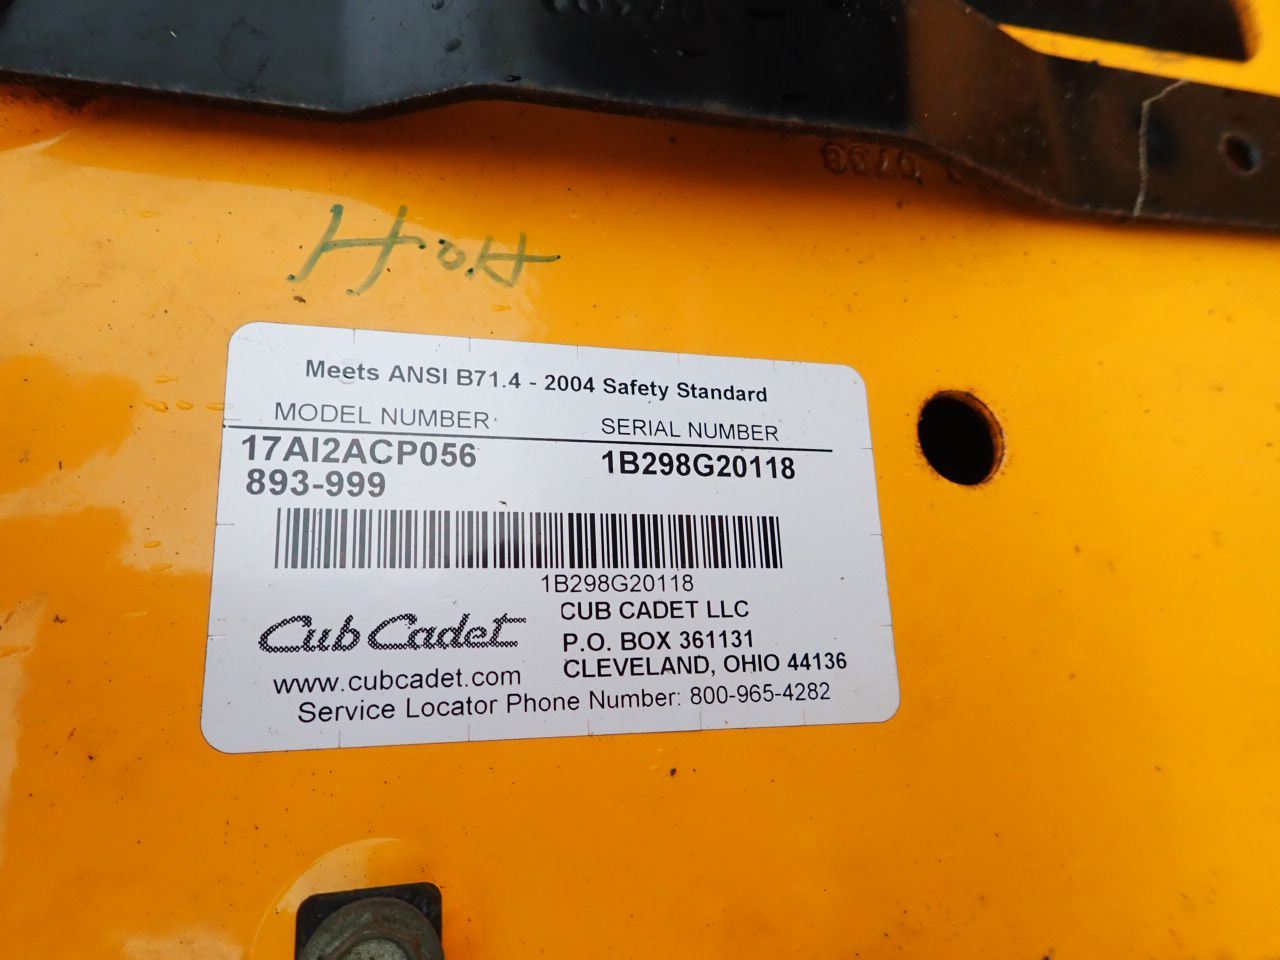 Meets ANSI B71.4 - 2004 Safety Standard
MODEL NUMBER
SERIAL NUMBER
17AI2ACP056
1B298G20118
893-999
1B298G20118
Cub Cadet
CUB CADET LLC
P.O. BOX 361131
CLEVELAND, OHIO 44136
www.cubcadet.com
Service Locator Phone Number: 800-965-4282